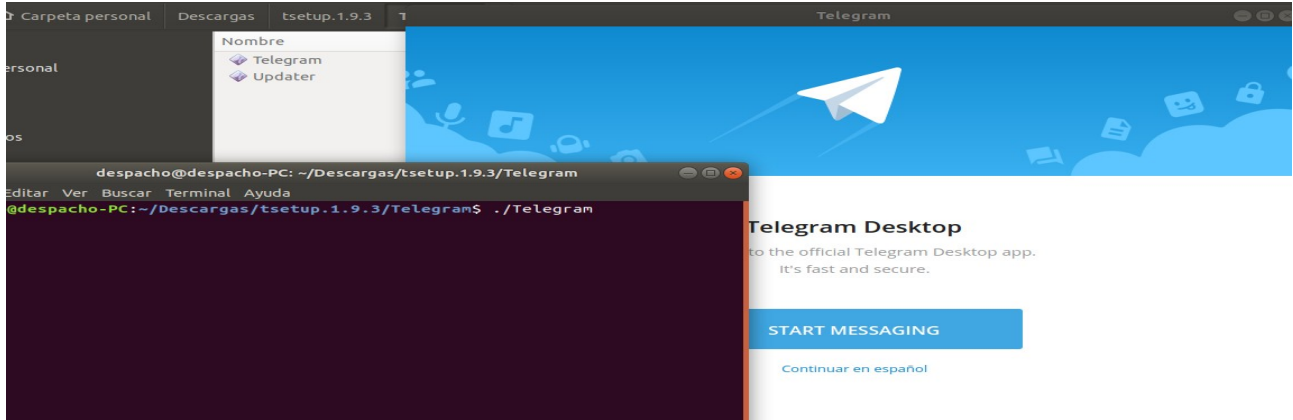 Carpeta personal Descargas tsetup.1.9.3 T
Telegram
Nombre
Telegram
Updater
ersonal
os
despacho@despacho-PC: ~/Descargas/tsetup.1.9.3/Telegram
Editar Ver Buscar Terminal Ayuda
@despacho-PC:~/Descargas/tsetup.1.9.3/Telegram$ ./Telegram
Telegram Desktop
to the official Telegram Desktop app.
It's fast and secure.
START MESSAGING
Continuar en español